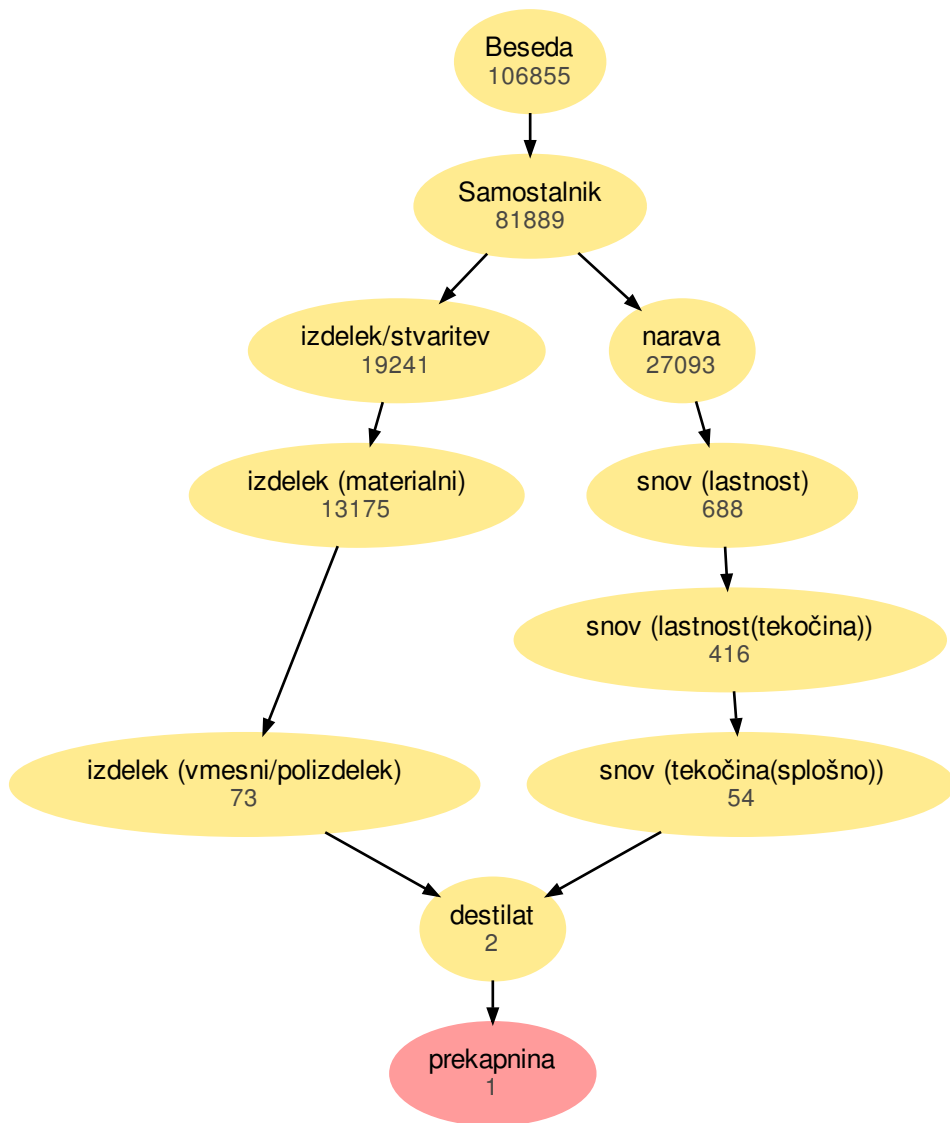 Beseda
106855
Samostalnik
81889
izdelek/stvaritev
19241
narava
27093
izdelek (materialni)
13175
snov (lastnost)
688
snov (lastnost(tekočina))
416
izdelek (vmesni/polizdelek)
73
snov (tekočina(splošno))
54
destilat
2
prekapnina
1